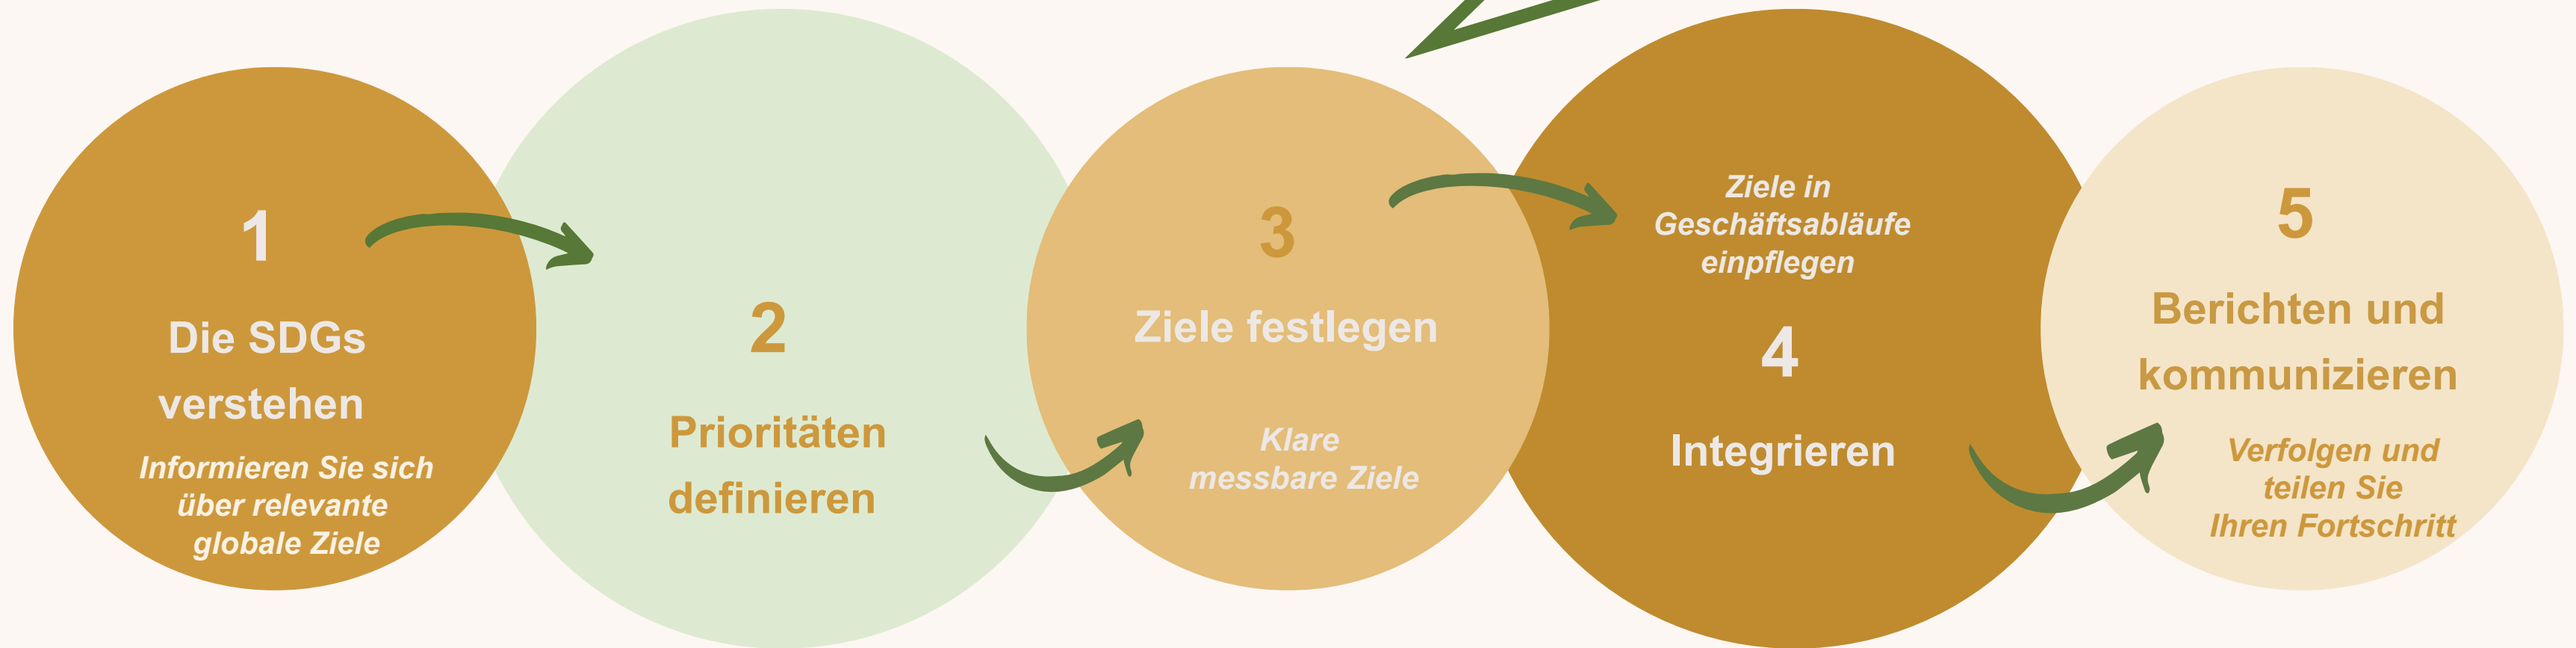 1
Die SDGs
verstehen
Informieren Sie sich
über relevante
globale Ziele
2
Prioritäten
definieren
3
Ziele festlegen
Klare
messbare Ziele
Ziele in
Geschäftsabläufe
einpflegen
4
Integrieren
5
Berichten und
kommunizieren
Verfolgen und
teilen Sie
Ihren Fortschritt